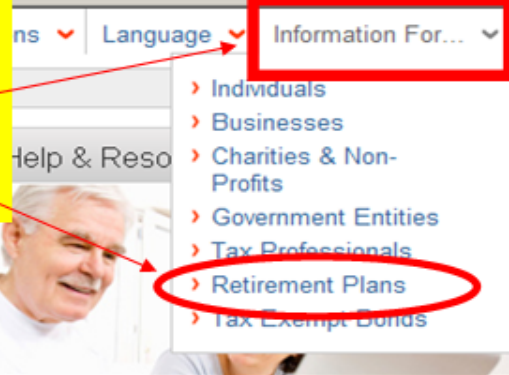 ns Language Information For...
Help & Reso
Individuals
Businesses
Charities & Non-
Profits
Government Entities
Tax Professionals
Retirement Plans
Tax Exempt Bonds